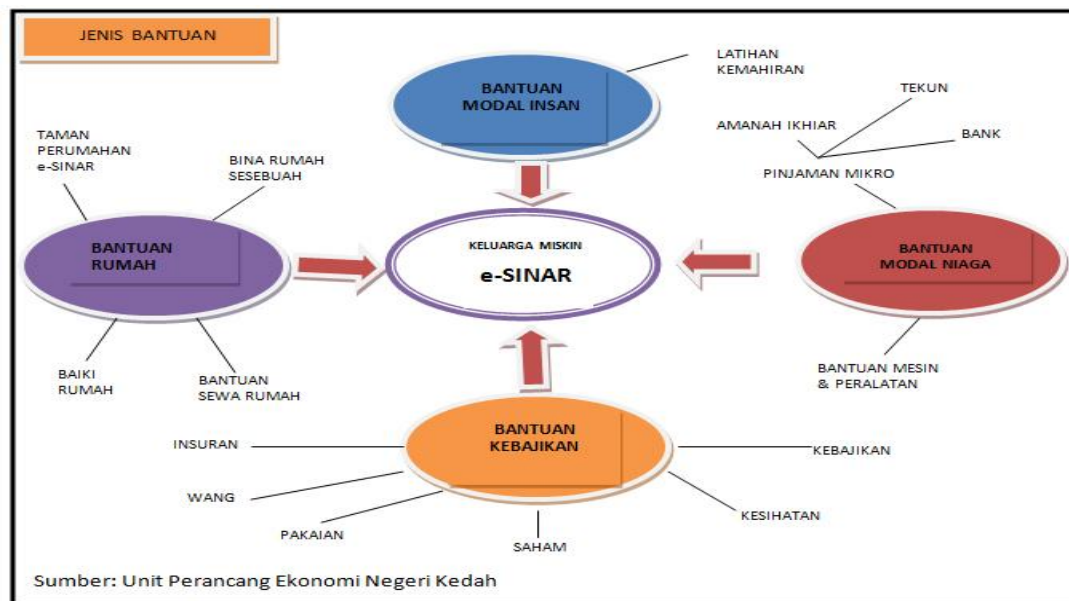 JENIS BANTUAN
BANTUAN
MODAL INSAN
LATIHAN
KEMAHIRAN
TEKUN
AMANAH IKHIAR
BANK
PINJAMAN MIKRO
TAMAN
PERUMAHAN
e-SINAR
BINA RUMAH
SESEBUAH
BANTUAN
RUMAH
KELUARGA MISKIN
e-SINAR
BANTUAN
MODAL NIAGA
BAIKI
RUMAH
BANTUAN
SEWA RUMAH
BANTUAN MESIN
& PERALATAN
BANTUAN
KEBAJIKAN
INSURAN
WANG
PAKAIAN
SAHAM
KESIHATAN
KEBAJIKAN
Sumber: Unit Perancang Ekonomi Negeri Kedah